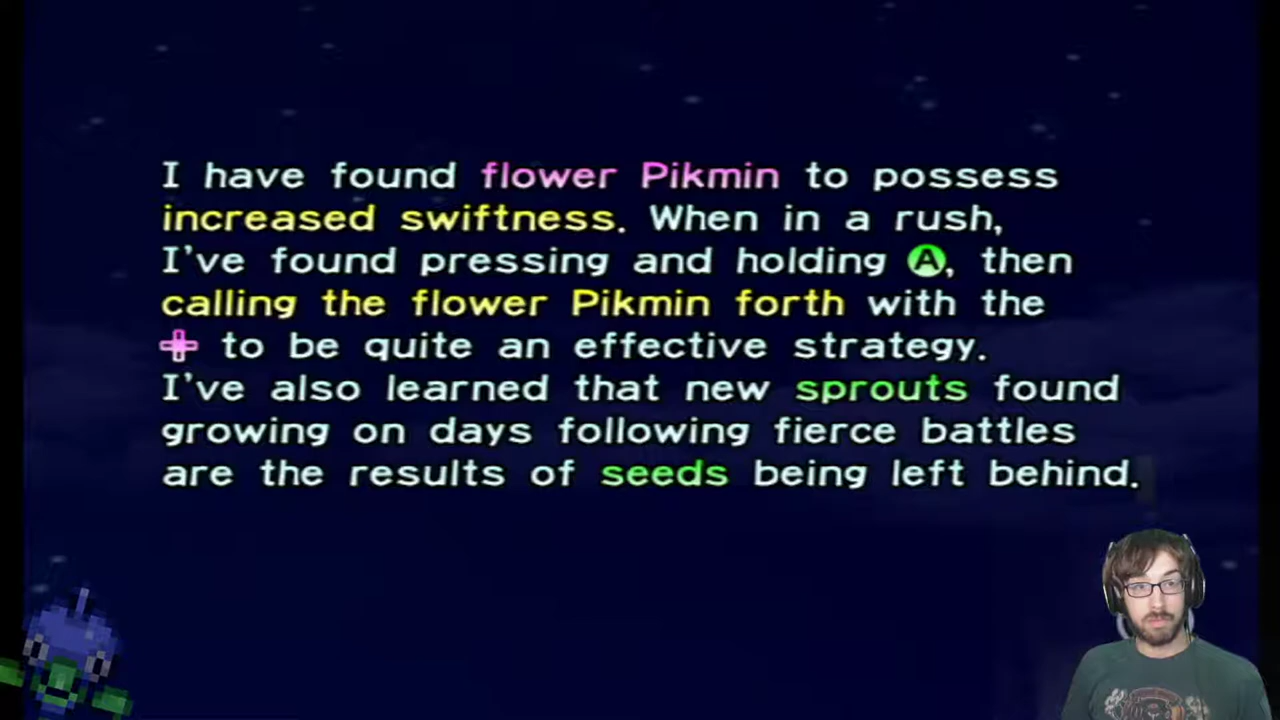 I have found flower Pikmin to possess
increased swiftness. When in a rush,
I've found pressing and holding A, then
calling the flower Pikmin forth with the
to be quite an effective strategy.
I've also learned that new sprouts found
growing on days following fierce battles
are the results of seeds being left behind.